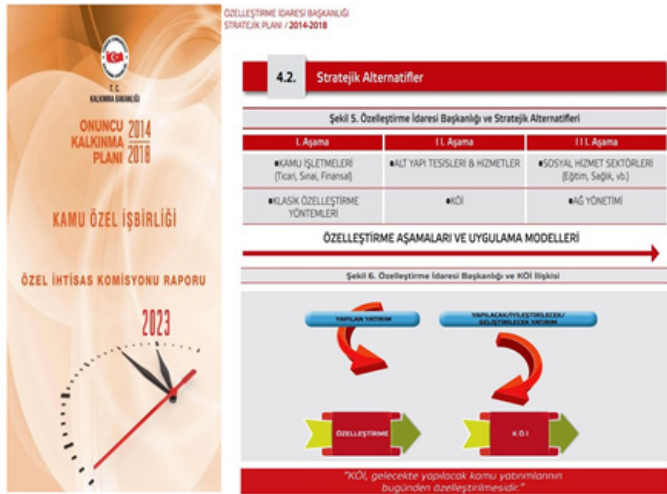 T.C.
KALKINMA BAKANLIĞI
ONUNCU
KALKINMA
PLANI
2014
2018
KAMU ÖZEL İŞBİRLİĞİ
ÖZEL İHTİSAS KOMİSYONU RAPORU
2023
ÖZELLEŞTİRME İDARESİ BAŞKANLIĞI
STRATEJİK PLANI / 2014-2018
4.2. Stratejik Alternatifler
Şekil 5. Özelleştirme İdaresi Başkanlığı ve Stratejik Alternatifleri
I. Aşama II. Aşama III. Aşama
•KAMU İŞLETMELERİ •ALT YAPI TESİSLERİ & HİZMETLER •SOSYAL HİZMET SEKTÖRLERİ
(Ticari, Sınai, Finansal) (Eğitim, Sağlık, vb.)
•KLASİK ÖZELLEŞTİRME •KÖİ •AĞ YÖNETİMİ
YÖNTEMLERİ
ÖZELLEŞTİRME AŞAMALARI VE UYGULAMA MODELLERİ
Şekil 6. Özelleştirme İdaresi Başkanlığı ve KÖİ İlişkisi
YAPILAN YATIRIM
YAPILACAK/İYİLEŞTİRİLECEK/
GELİŞTİRİLECEK YATIRIM
ÖZELLEŞTİRME
K Ö İ
"KÖİ, gelecekte yapılacak kamu yatırımlarının
bugünden özelleştirilmesidir."